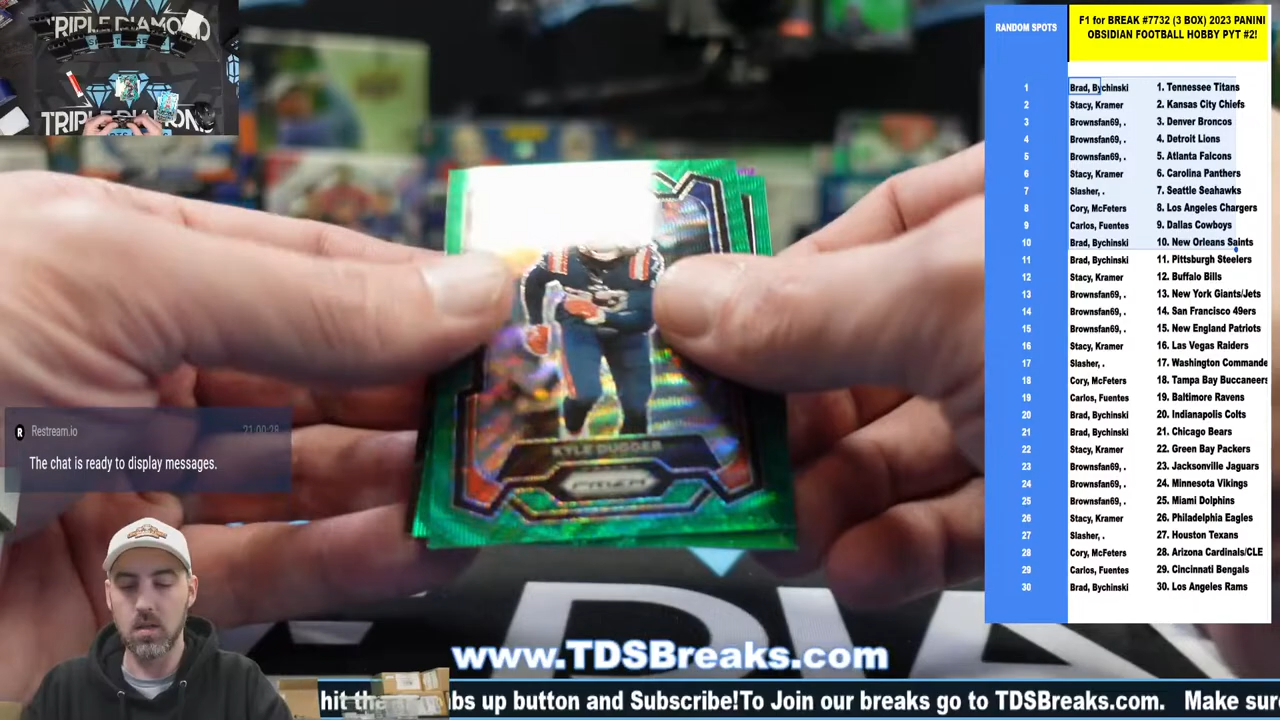 TRIPLE DIAMOND
TRIPLE DIAMOND
RANDOM SPOTS
F1 for BREAK #7732 (3 BOX) 2023 PANINI
OBSIDIAN FOOTBALL HOBBY PYT #2!
1 Brad, Bychinski 1. Tennessee Titans
2 Stacy, Kramer 2. Kansas City Chiefs
3 Brownsfan69, . 3. Denver Broncos
4 Brownsfan69, . 4. Detroit Lions
5 Brownsfan69, . 5. Atlanta Falcons
6 Stacy, Kramer 6. Carolina Panthers
7 Slasher, . 7. Seattle Seahawks
8 Cory, McFeters 8. Los Angeles Chargers
9 Carlos, Fuentes 9. Dallas Cowboys
10 Brad, Bychinski 10. New Orleans Saints
11 Brad, Bychinski 11. Pittsburgh Steelers
12 Stacy, Kramer 12. Buffalo Bills
13 Brownsfan69, . 13. New York Giants/Jets
14 Brownsfan69, . 14. San Francisco 49ers
15 Brownsfan69, . 15. New England Patriots
16 Stacy, Kramer 16. Las Vegas Raiders
17 Slasher, . 17. Washington Commande
18 Cory, McFeters 18. Tampa Bay Buccaneers
19 Carlos, Fuentes 19. Baltimore Ravens
20 Brad, Bychinski 20. Indianapolis Colts
21 Brad, Bychinski 21. Chicago Bears
22 Stacy, Kramer 22. Green Bay Packers
23 Brownsfan69, . 23. Jacksonville Jaguars
24 Brownsfan69, . 24. Minnesota Vikings
25 Brownsfan69, . 25. Miami Dolphins
26 Stacy, Kramer 26. Philadelphia Eagles
27 Slasher, . 27. Houston Texans
28 Cory, McFeters 28. Arizona Cardinals/CLE
29 Carlos, Fuentes 29. Cincinnati Bengals
30 Brad, Bychinski 30. Los Angeles Rams
KYLE DUGGER
PRIZM
R Restream.io 21:00:28
The chat is ready to display messages.
www.TDSBreaks.com
hit the bs up button and Subscribe!To Join our breaks go to TDSBreaks.com. Make sur